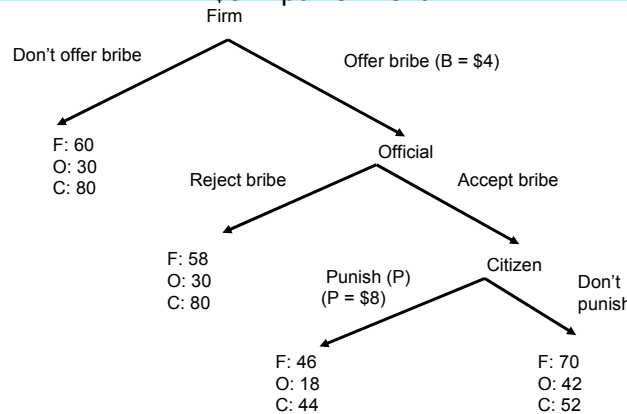 Firm
Don't offer bribe
Offer bribe (B = $4)
F: 60
O: 30
C: 80
Official
Reject bribe
Accept bribe
F: 58
O: 30
C: 80
Citizen
Punish (P)
(P = $8)
Don't
punish
F: 46
O: 18
C: 44
F: 70
O: 42
C: 52